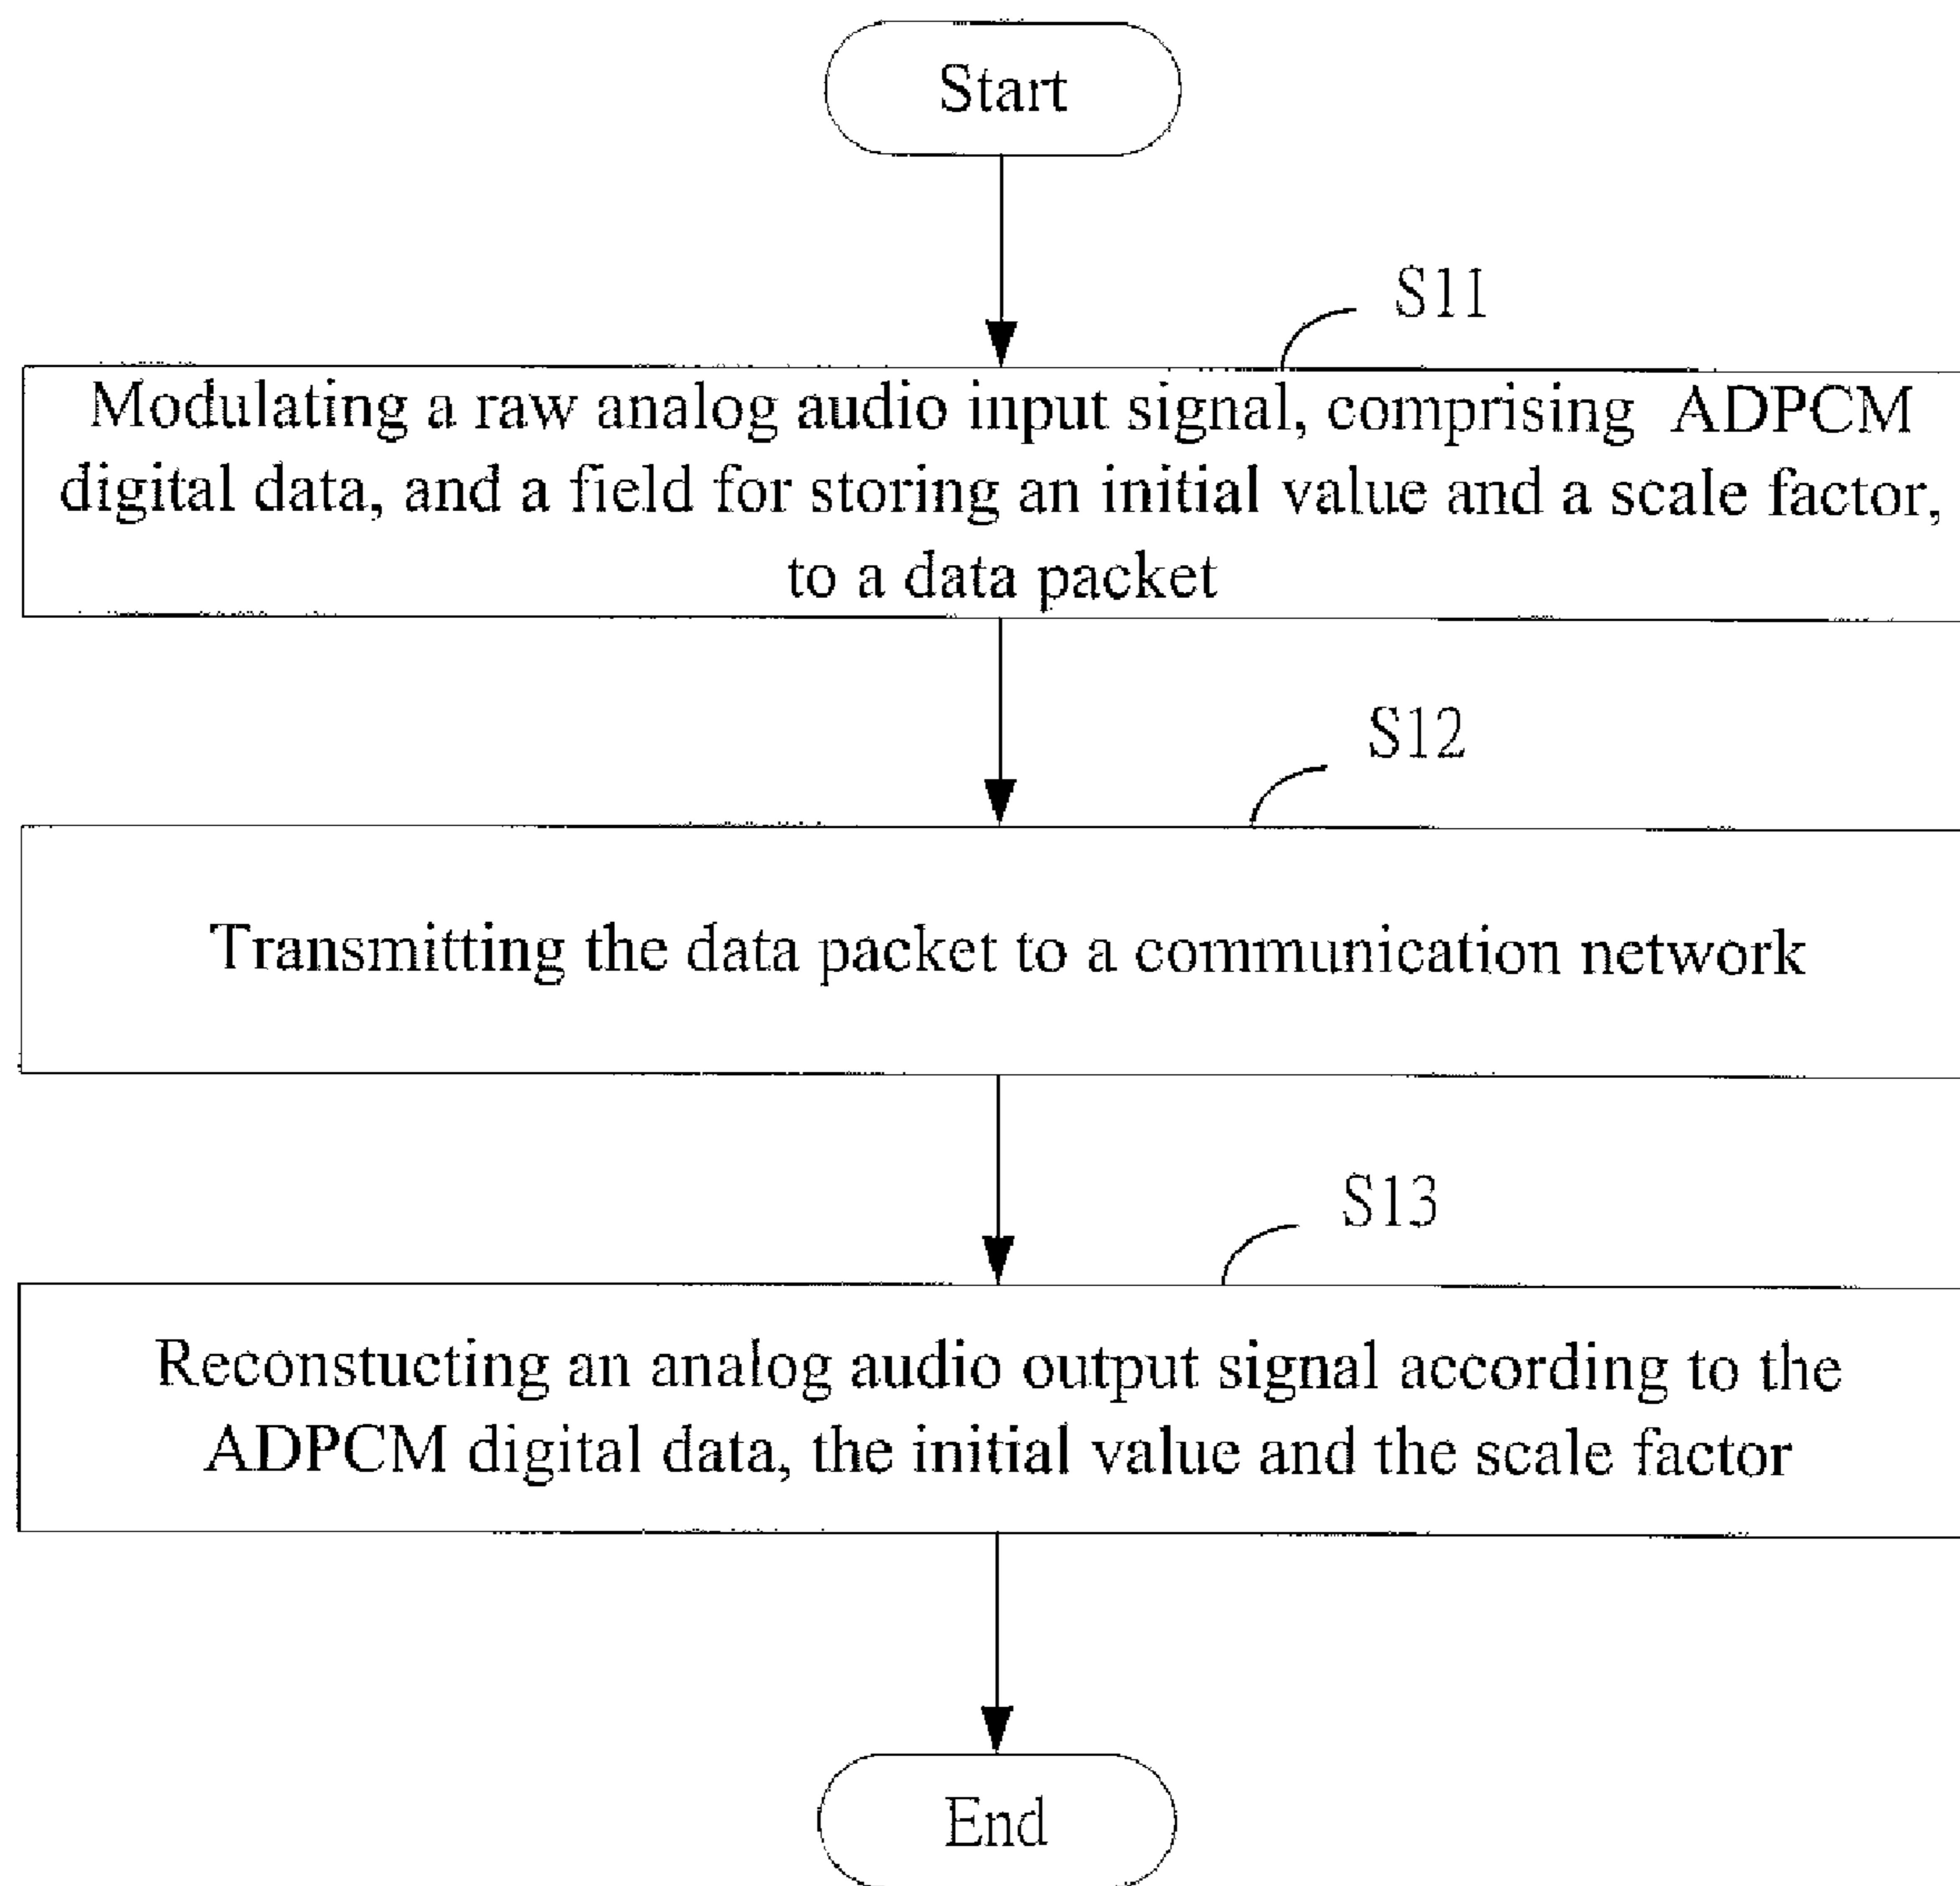 Start
S11
Modulating a raw analog audio input signal, comprising ADPCM
digital data, and a field for storing an initial value and a scale factor,
to a data packet
S12
Transmitting the data packet to a communication network
S13
Reconstucting an analog audio output signal according to the
ADPCM digital data, the initial value and the scale factor
End